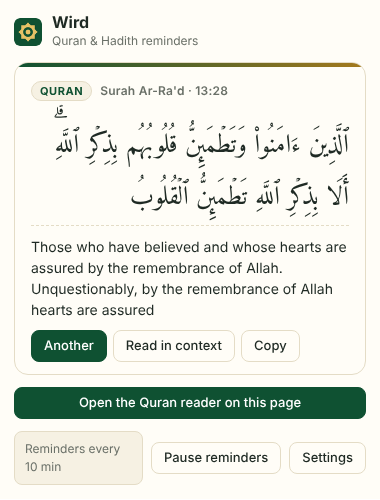 Wird
Quran & Hadith reminders
QURAN Surah Ar-Ra'd · 13:28
ٱلَّذِينَ ءَامَنُوا۟ وَتَطْمَئِنُّ قُلُوبُهُم بِذِكْرِ ٱللَّهِ ۗ
أَلَا بِذِكْرِ ٱللَّهِ تَطْمَئِنُّ ٱلْقُلُوبُ
Those who have believed and whose hearts are
assured by the remembrance of Allah.
Unquestionably, by the remembrance of Allah
hearts are assured
Another Read in context Copy
Open the Quran reader on this page
Reminders every
10 min
Pause reminders Settings